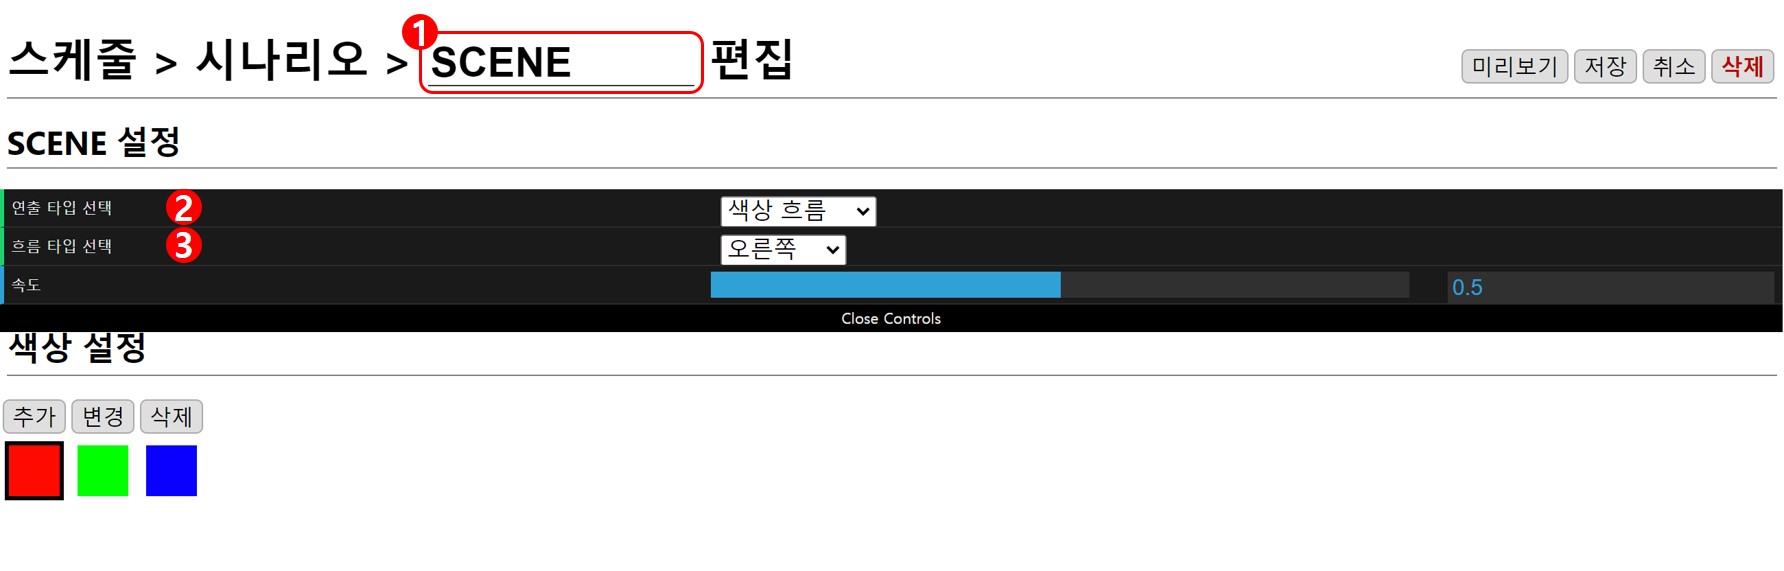 스케줄 > 시나리오 > 1 SCENE 편집
미리보기 저장 취소 삭제
SCENE 설정
연출 타입 선택 2 색상 흐름
흐름 타입 선택 3 오른쪽
속도 0.5
Close Controls
색상 설정
추가 변경 삭제